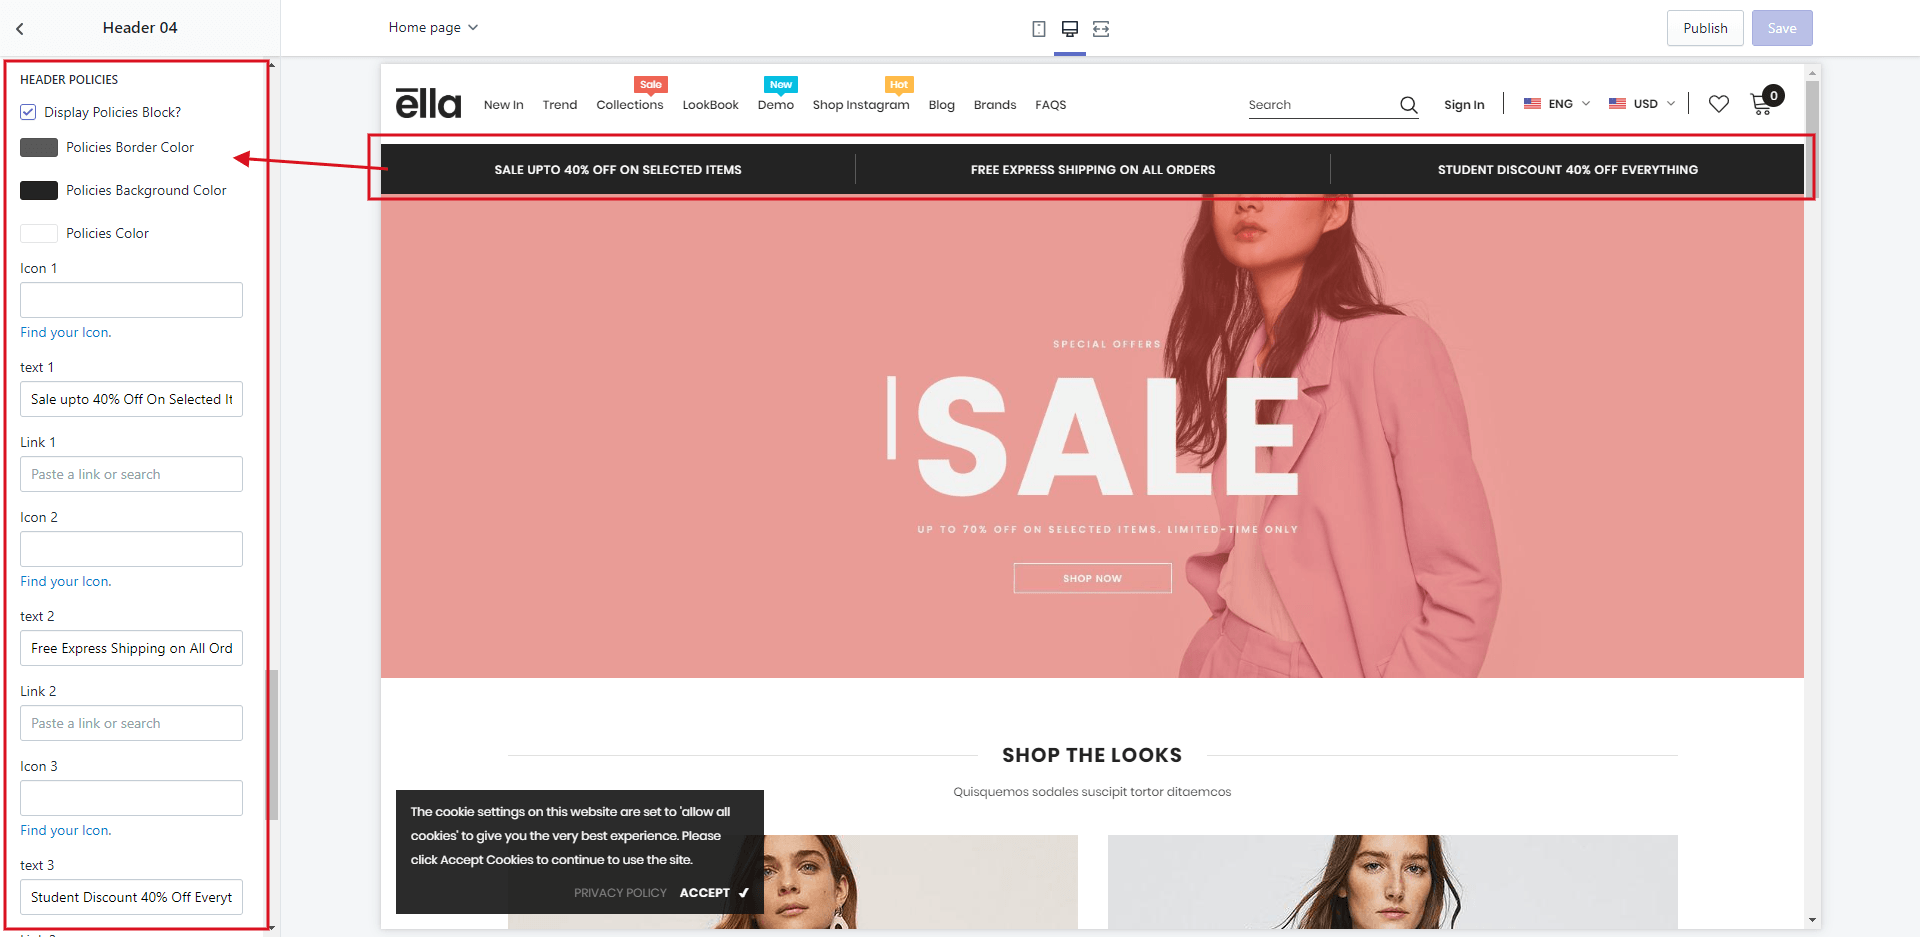 Header 04
Home page
Publish
Save
HEADER POLICIES
Display Policies Block?
Policies Border Color
Policies Background Color
Policies Color
Icon 1
Find your Icon.
text 1
Sale upto 40% Off On Selected It
Link 1
Paste a link or search
Icon 2
Find your Icon.
text 2
Free Express Shipping on All Ord
Link 2
Paste a link or search
Icon 3
Find your Icon.
text 3
Student Discount 40% Off Everyt
Sale
New
Hot
ella
New In
Trend
Collections
LookBook
Demo
Shop Instagram
Blog
Brands
FAQS
Search
Sign In
ENG
USD
0
SALE UPTO 40% OFF ON SELECTED ITEMS
FREE EXPRESS SHIPPING ON ALL ORDERS
STUDENT DISCOUNT 40% OFF EVERYTHING
SPECIAL OFFERS
SALE
UP TO 70% OFF ON SELECTED ITEMS. LIMITED-TIME ONLY
SHOP NOW
SHOP THE LOOKS
Quisquemos sodales suscipit tortor ditaemcos
The cookie settings on this website are set to 'allow all
cookies' to give you the very best experience. Please
click Accept Cookies to continue to use the site.
PRIVACY POLICY
ACCEPT